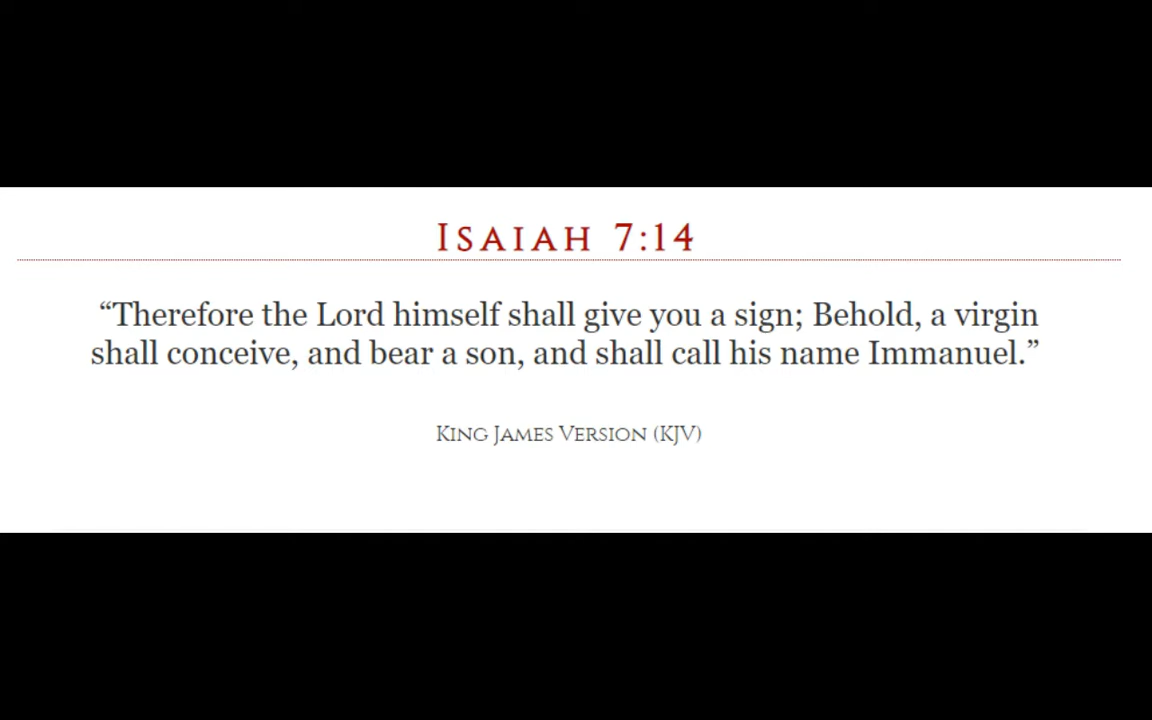 Isaiah 7:14
“Therefore the Lord himself shall give you a sign; Behold, a virgin
shall conceive, and bear a son, and shall call his name Immanuel.”
King James Version (KJV)